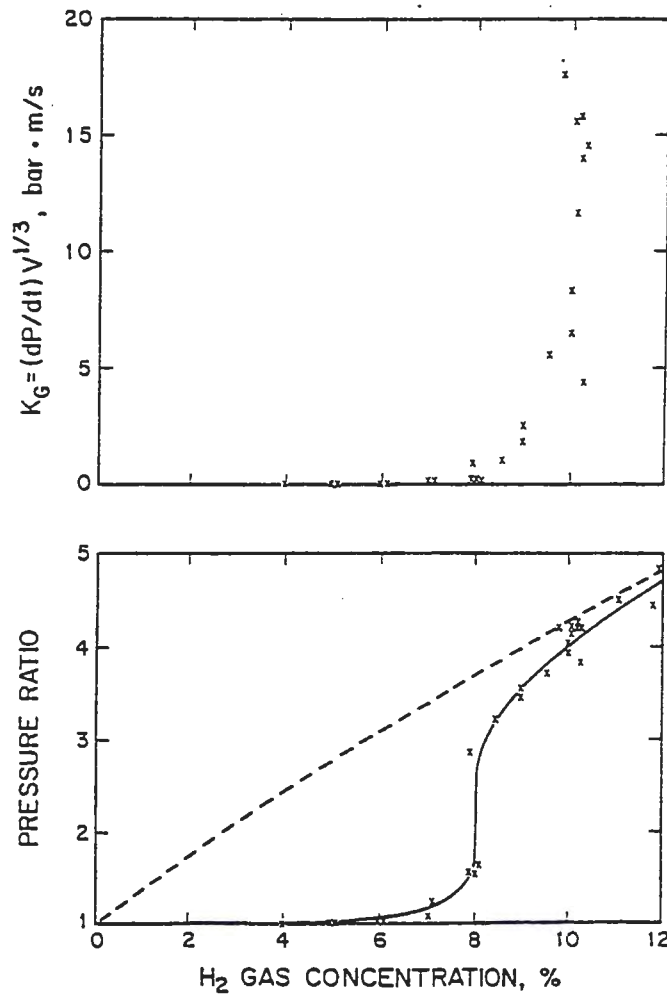 20
15
10
5
0
K_G = (dP/dt) V^1/3 , bar • m/s
5
4
3
2
1
PRESSURE RATIO
0 2 4 6 8 10 12
H₂ GAS CONCENTRATION, %